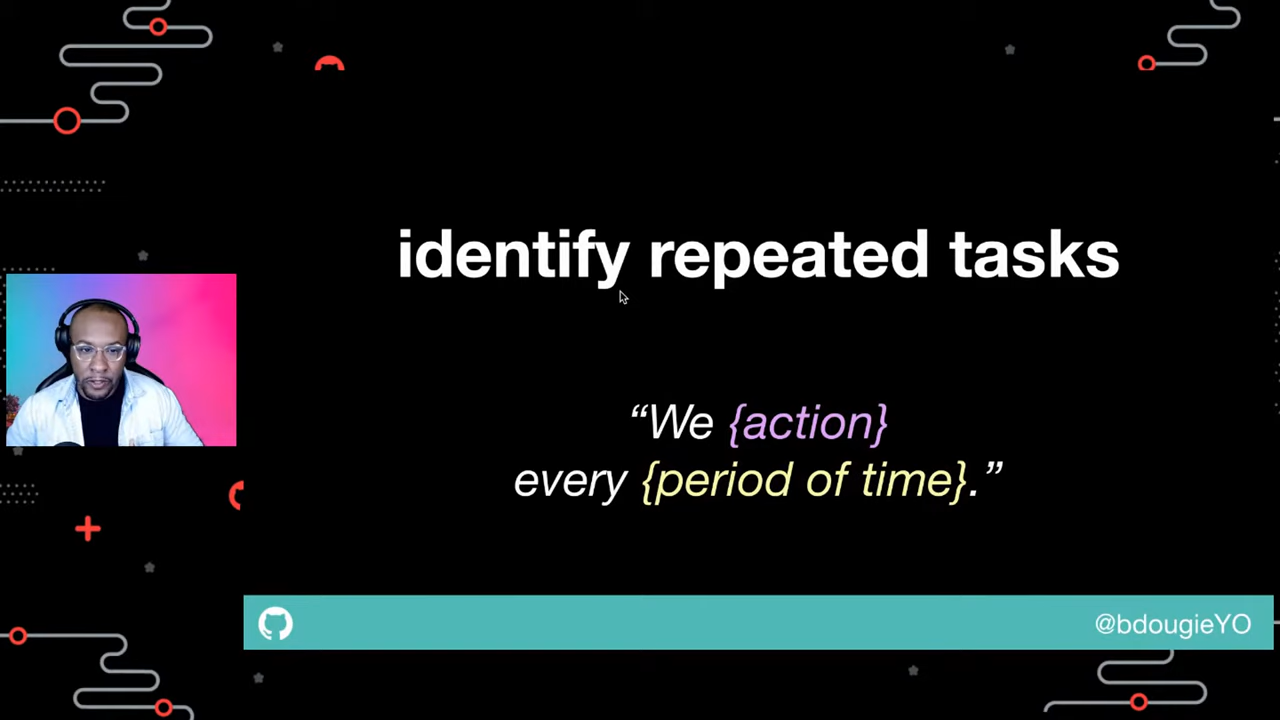 identify repeated tasks
“We {action}
every {period of time}.”
@bdougieYO